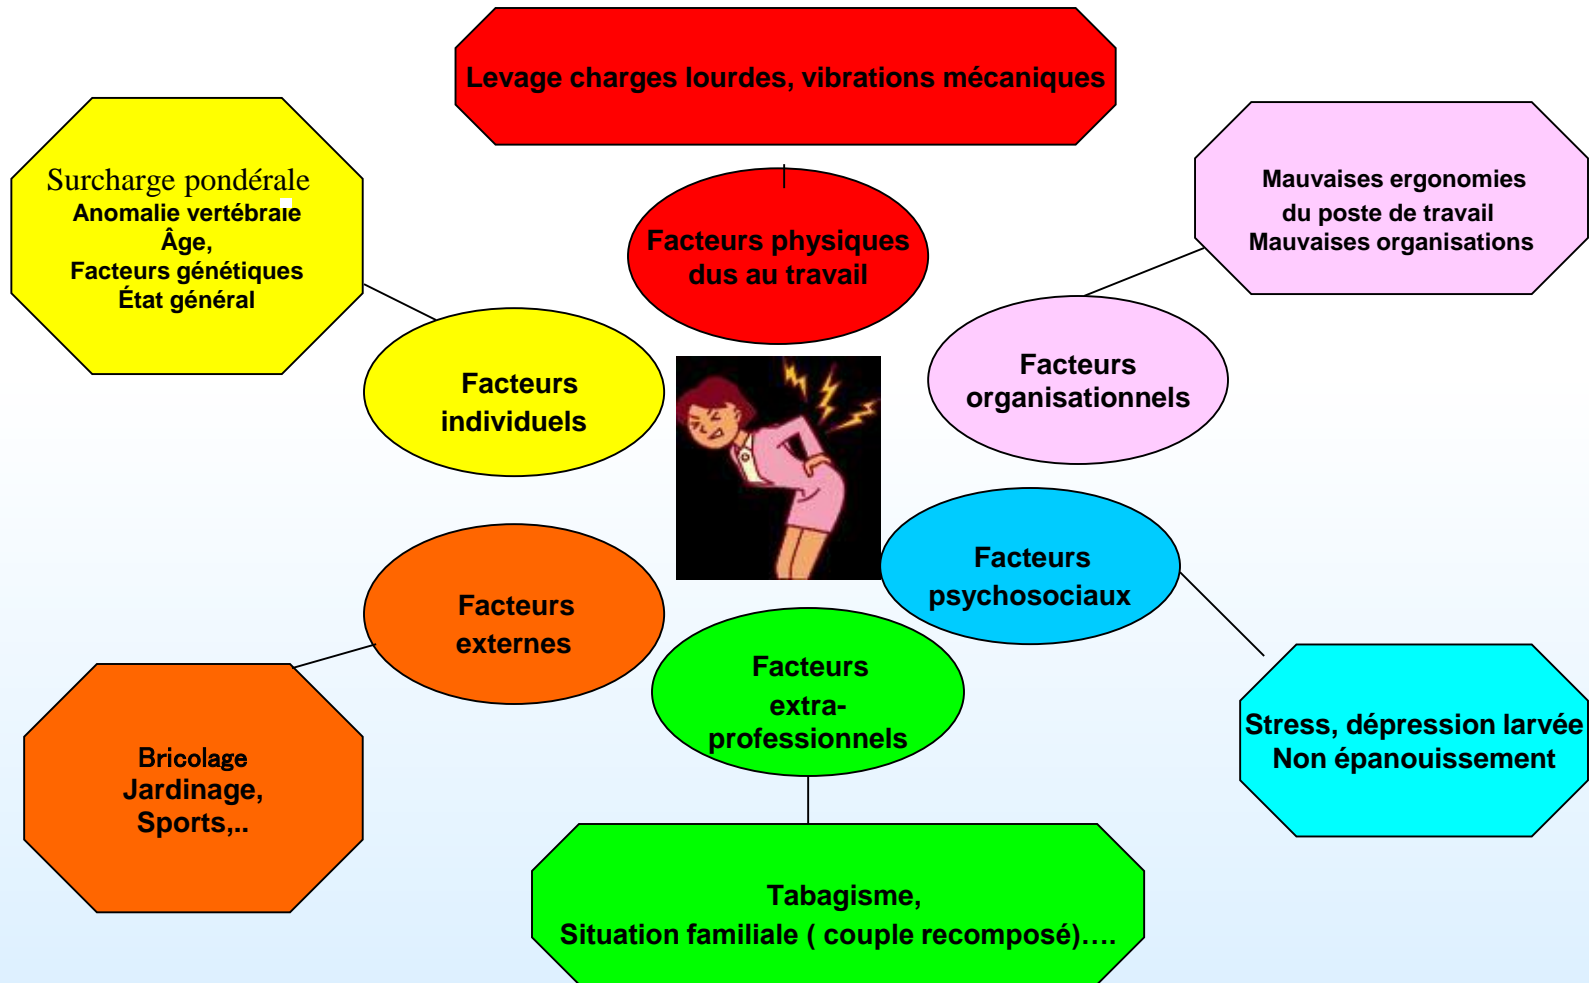 Levage charges lourdes, vibrations mécaniques
Surcharge pondérale
Anomalie vertébrale
Âge,
Facteurs génétiques
État général
Mauvaises ergonomies
du poste de travail
Mauvaises organisations
Facteurs physiques
dus au travail
Facteurs
individuels
Facteurs
organisationnels
Facteurs
externes
Facteurs
psychosociaux
Facteurs
extra-
professionnels
Bricolage
Jardinage,
Sports,..
Stress, dépression larvée
Non épanouissement
Tabagisme,
Situation familiale ( couple recomposé)....